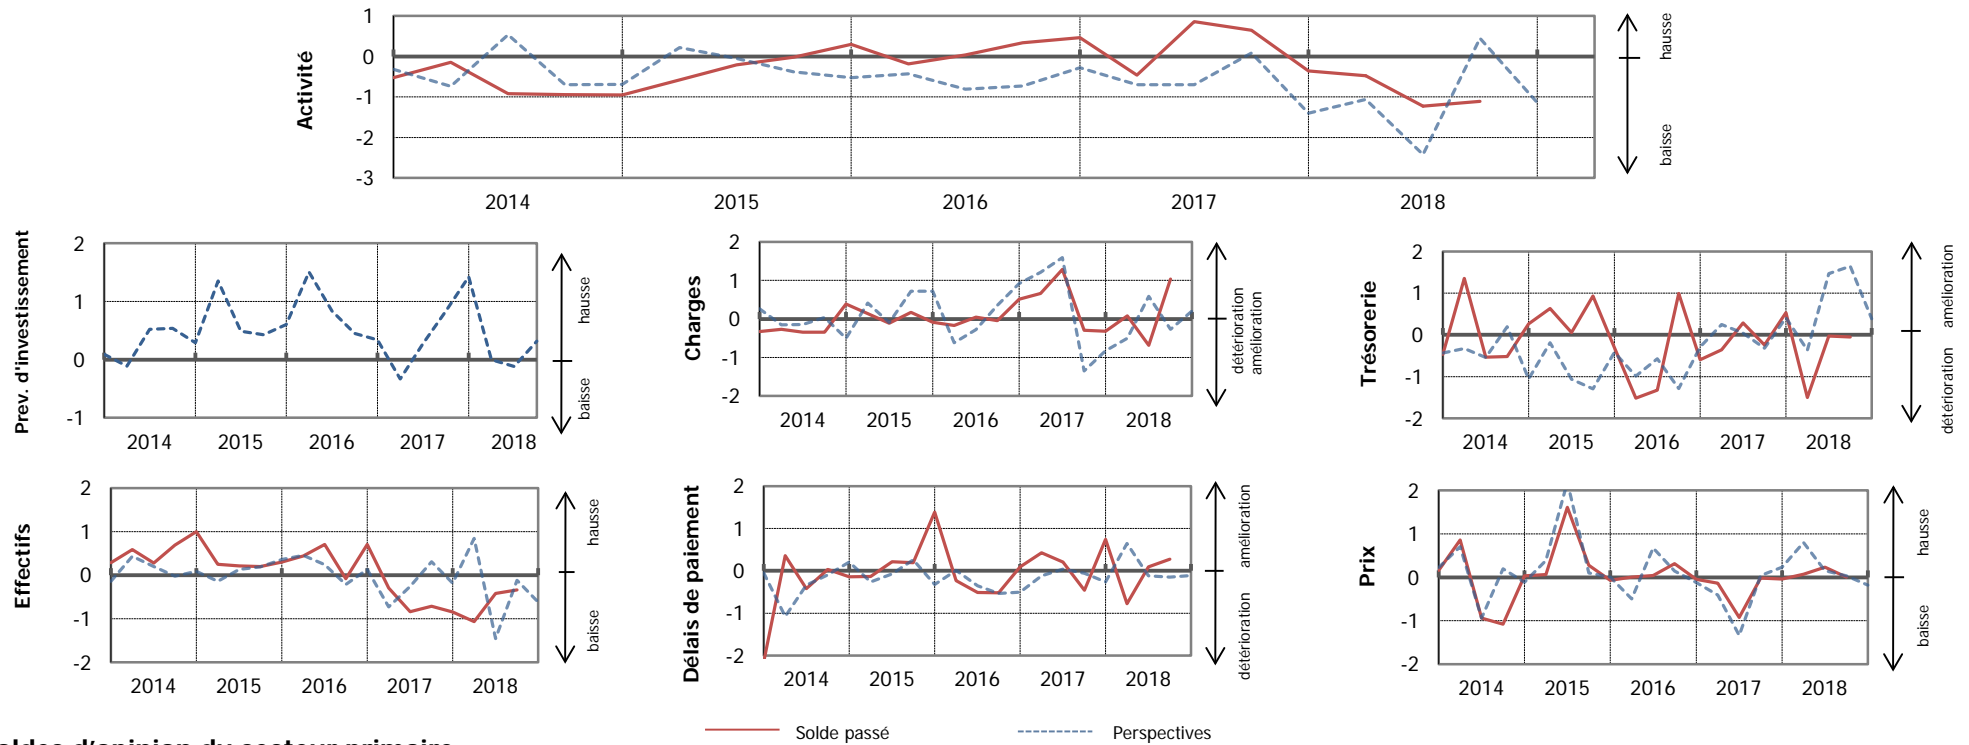 Activité
1
0
-1
-2
-3
2014 2015 2016 2017 2018
hausse
baisse
Prev. d'investissement
2
1
0
-1
2014 2015 2016 2017 2018
hausse
baisse
Charges
2
1
0
-1
-2
2014 2015 2016 2017 2018
détérioration
amélioration
Trésorerie
2
1
0
-1
-2
2014 2015 2016 2017 2018
amélioration
détérioration
Effectifs
2
1
0
-1
-2
2014 2015 2016 2017 2018
hausse
baisse
Délais de paiement
2
1
0
-1
-2
2014 2015 2016 2017 2018
amélioration
détérioration
Prix
2
1
0
-1
-2
2014 2015 2016 2017 2018
hausse
baisse
Solde passé Perspectives